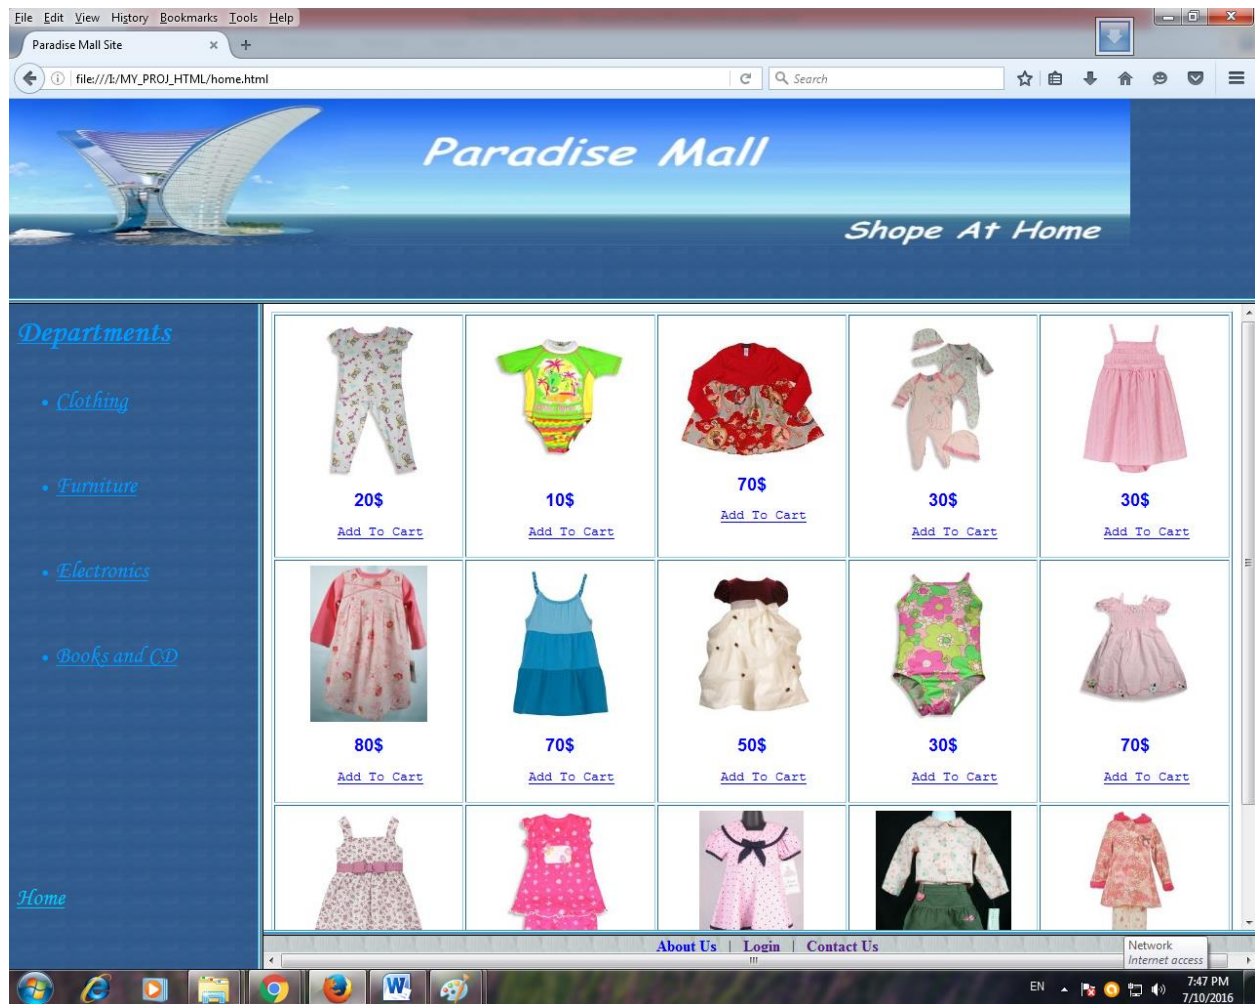 File Edit View History Bookmarks Tools Help
Paradise Mall Site
file:///I:/MY_PROJ_HTML/home.html
Search
Paradise Mall
Shope At Home
Departments
Clothing
Furniture
Electronics
Books and CD
Home
20$ 10$ 70$ 30$ 30$
Add To Cart Add To Cart Add To Cart Add To Cart Add To Cart
80$ 70$ 50$ 30$ 70$
Add To Cart Add To Cart Add To Cart Add To Cart Add To Cart
About Us | Login | Contact Us
Network
Internet access
EN
7:47 PM
7/10/2016